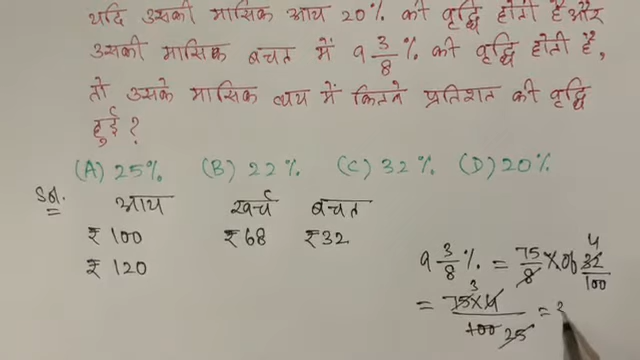 यदि उसकी मासिक आय 20% की वृद्धि होती है और
उसकी मासिक बचत में 9 3/8 % की वृद्धि होती है,
तो उसके मासिक व्यय में कितने प्रतिशत की वृद्धि
हुई?
(A) 25% (B) 22% (C) 32% (D) 20%
Sol. आय खर्च बचत
₹100 ₹68 ₹32
₹120
9 3/8 % = 75/8 × of 32/100 4
= 75×4/100 3 25 =